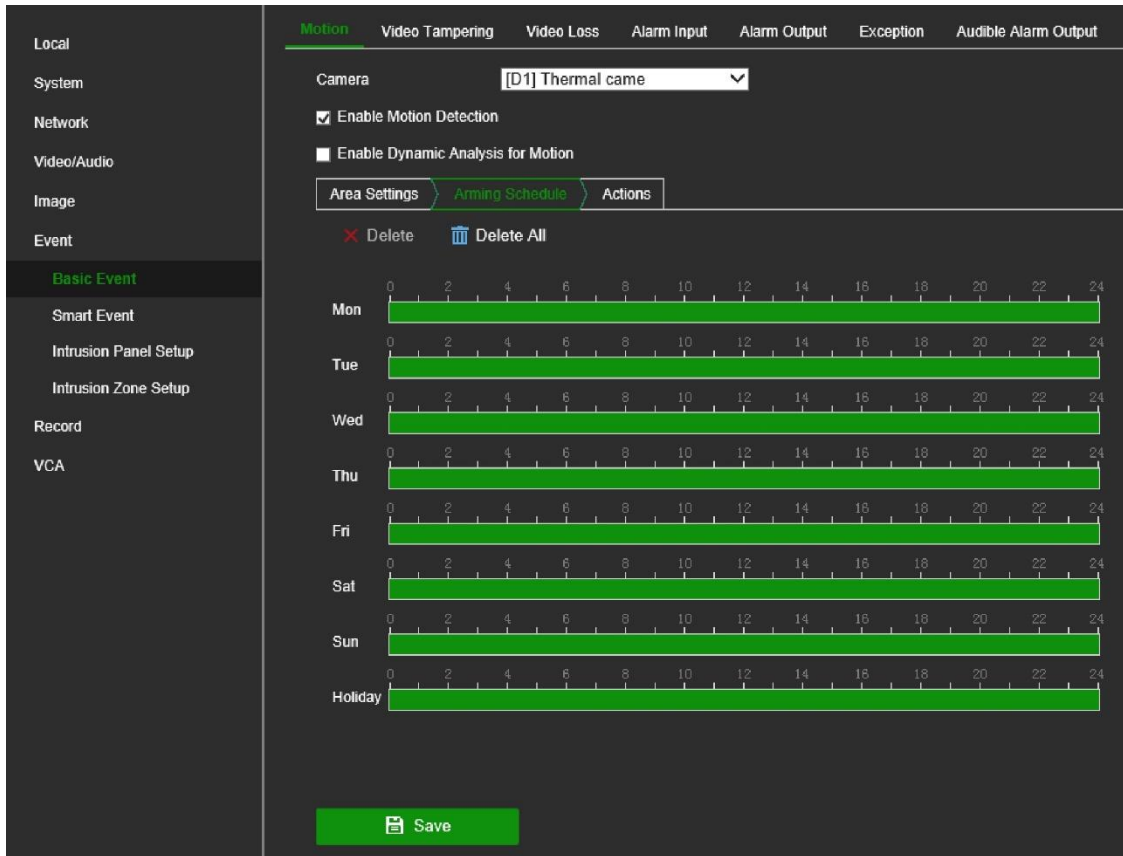 Local
System
Network
Video/Audio
Image
Event
Basic Event
Smart Event
Intrusion Panel Setup
Intrusion Zone Setup
Record
VCA
Motion Video Tampering Video Loss Alarm Input Alarm Output Exception Audible Alarm Output
Camera [D1] Thermal came
Enable Motion Detection
Enable Dynamic Analysis for Motion
Area Settings Arming Schedule Actions
Delete Delete All
0 2 4 6 8 10 12 14 16 18 20 22 24
Mon
0 2 4 6 8 10 12 14 16 18 20 22 24
Tue
0 2 4 6 8 10 12 14 16 18 20 22 24
Wed
0 2 4 6 8 10 12 14 16 18 20 22 24
Thu
0 2 4 6 8 10 12 14 16 18 20 22 24
Fri
0 2 4 6 8 10 12 14 16 18 20 22 24
Sat
0 2 4 6 8 10 12 14 16 18 20 22 24
Sun
0 2 4 6 8 10 12 14 16 18 20 22 24
Holiday
Save